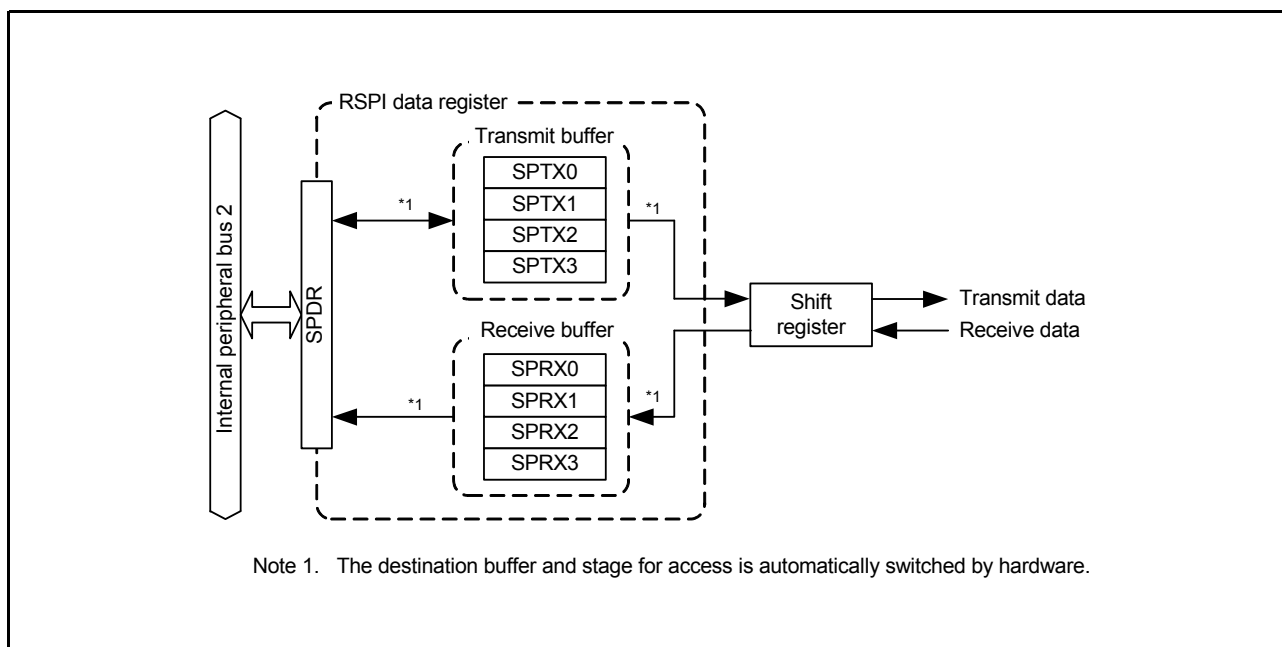 RSPI data register
Transmit buffer
SPTX0
SPTX1
SPTX2
SPTX3
*1
*1
Internal peripheral bus 2
SPDR
Shift
register
Transmit data
Receive data
Receive buffer
SPRX0
SPRX1
SPRX2
SPRX3
*1
*1
Note 1. The destination buffer and stage for access is automatically switched by hardware.